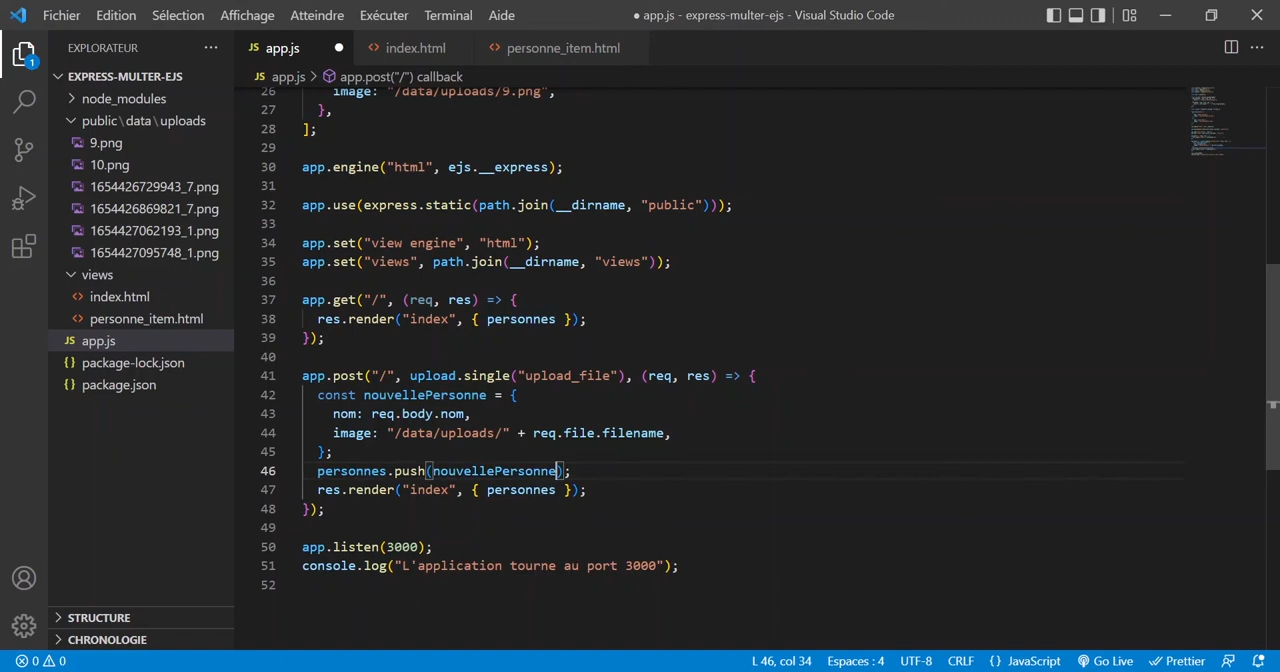 Fichier Edition Sélection Affichage Atteindre Exécuter Terminal Aide ● app.js - express-multer-ejs - Visual Studio Code
EXPLORATEUR ··· JS app.js ● <> index.html <> personne_item.html ···
1
EXPRESS-MULTER-EJS
JS app.js > app.post("/") callback
node_modules
public\data\uploads
9.png
10.png
1654426729943_7.png
1654426869821_7.png
1654427062193_1.png
1654427095748_1.png
views
<> index.html
<> personne_item.html
JS app.js
{} package-lock.json
{} package.json
STRUCTURE
CHRONOLOGIE
26 image: "/data/uploads/9.png",
27 },
28 ];
29
30 app.engine("html", ejs.__express);
31
32 app.use(express.static(path.join(__dirname, "public")));
33
34 app.set("view engine", "html");
35 app.set("views", path.join(__dirname, "views"));
36
37 app.get("/", (req, res) => {
38 res.render("index", { personnes });
39 });
40
41 app.post("/", upload.single("upload_file"), (req, res) => {
42 const nouvellePersonne = {
43 nom: req.body.nom,
44 image: "/data/uploads/" + req.file.filename,
45 };
46 personnes.push(nouvellePersonne);
47 res.render("index", { personnes });
48 });
49
50 app.listen(3000);
51 console.log("L'application tourne au port 3000");
52
0 0 L 46, col 34 Espaces : 4 UTF-8 CRLF {} JavaScript Go Live Prettier